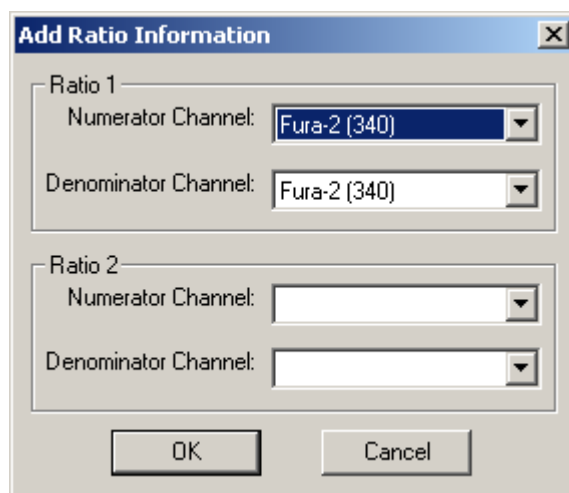 Add Ratio Information
Ratio 1
Numerator Channel: Fura-2 (340)
Denominator Channel: Fura-2 (340)
Ratio 2
Numerator Channel:
Denominator Channel:
OK Cancel